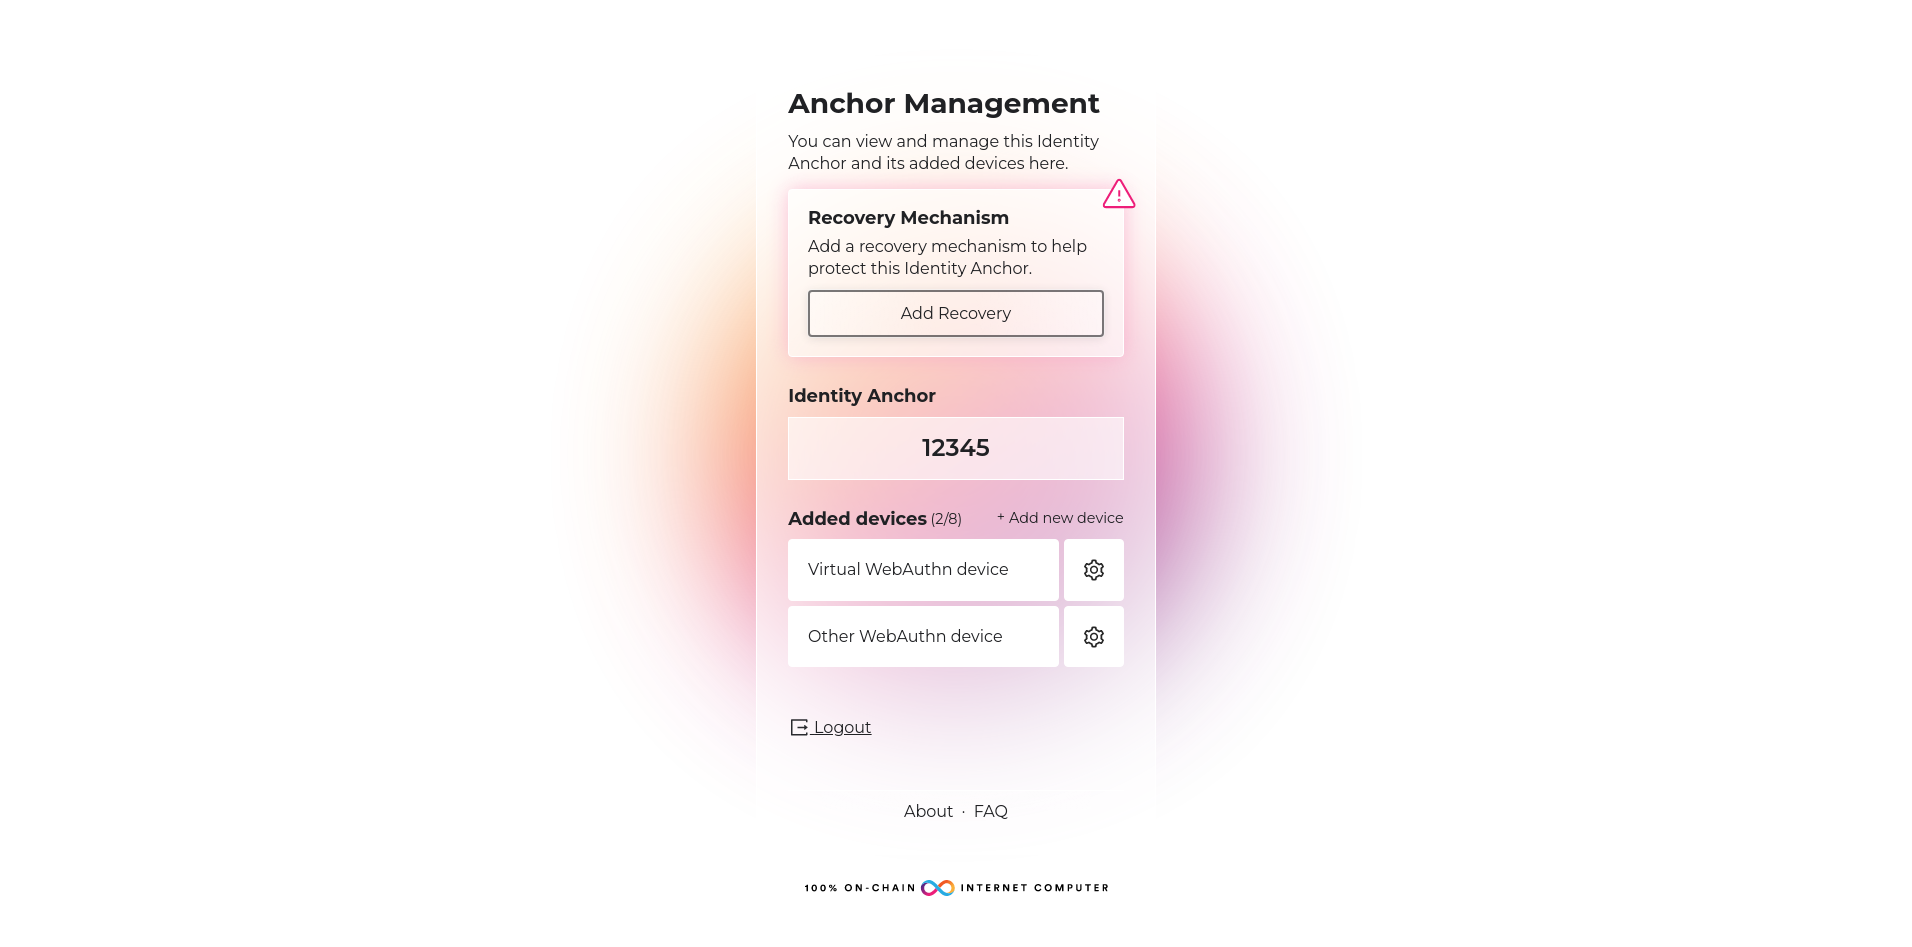 Anchor Management
You can view and manage this Identity
Anchor and its added devices here.
Recovery Mechanism
Add a recovery mechanism to help
protect this Identity Anchor.
Add Recovery
Identity Anchor
12345
Added devices (2/8) + Add new device
Virtual WebAuthn device
Other WebAuthn device
Logout
About · FAQ
100% ON-CHAIN INTERNET COMPUTER